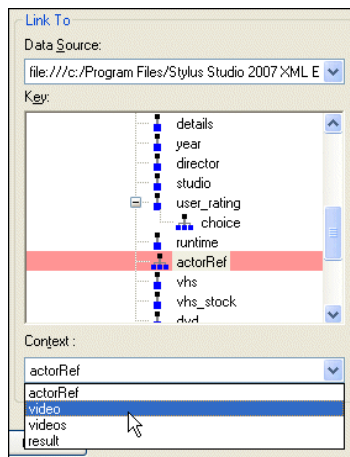 Link To
Data Source:
file:///c:/Program Files/Stylus Studio 2007 XML E
Key:
details
year
director
studio
user_rating
choice
runtime
actorRef
vhs
vhs_stock
dvd
Context :
actorRef
actorRef
video
videos
result